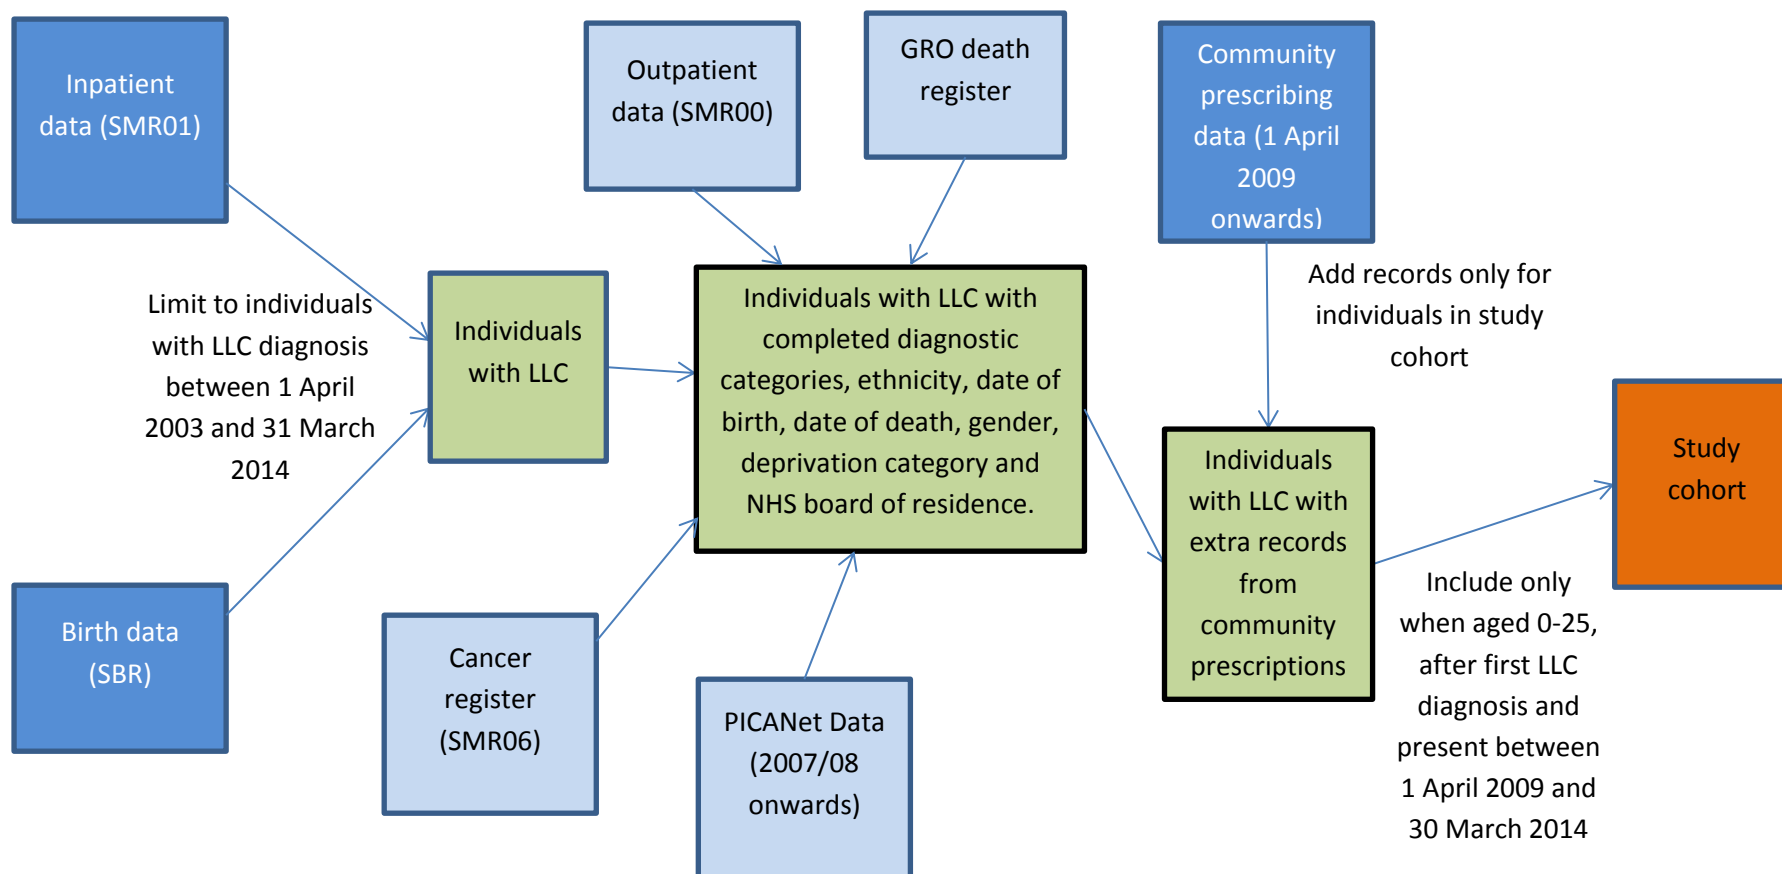 Inpatient
data (SMR01)
Outpatient
data (SMR00)
GRO death
register
Community
prescribing
data (1 April
2009
onwards)
Limit to individuals
with LLC diagnosis
between 1 April
2003 and 31 March
2014
Individuals
with LLC
Individuals with LLC with
completed diagnostic
categories, ethnicity, date of
birth, date of death, gender,
deprivation category and
NHS board of residence.
Add records only for
individuals in study
cohort
Individuals
with LLC with
extra records
from
community
prescriptions
Study
cohort
Birth data
(SBR)
Cancer
register
(SMR06)
PICANet Data
(2007/08
onwards)
Include only
when aged 0-25,
after first LLC
diagnosis and
present between
1 April 2009 and
30 March 2014